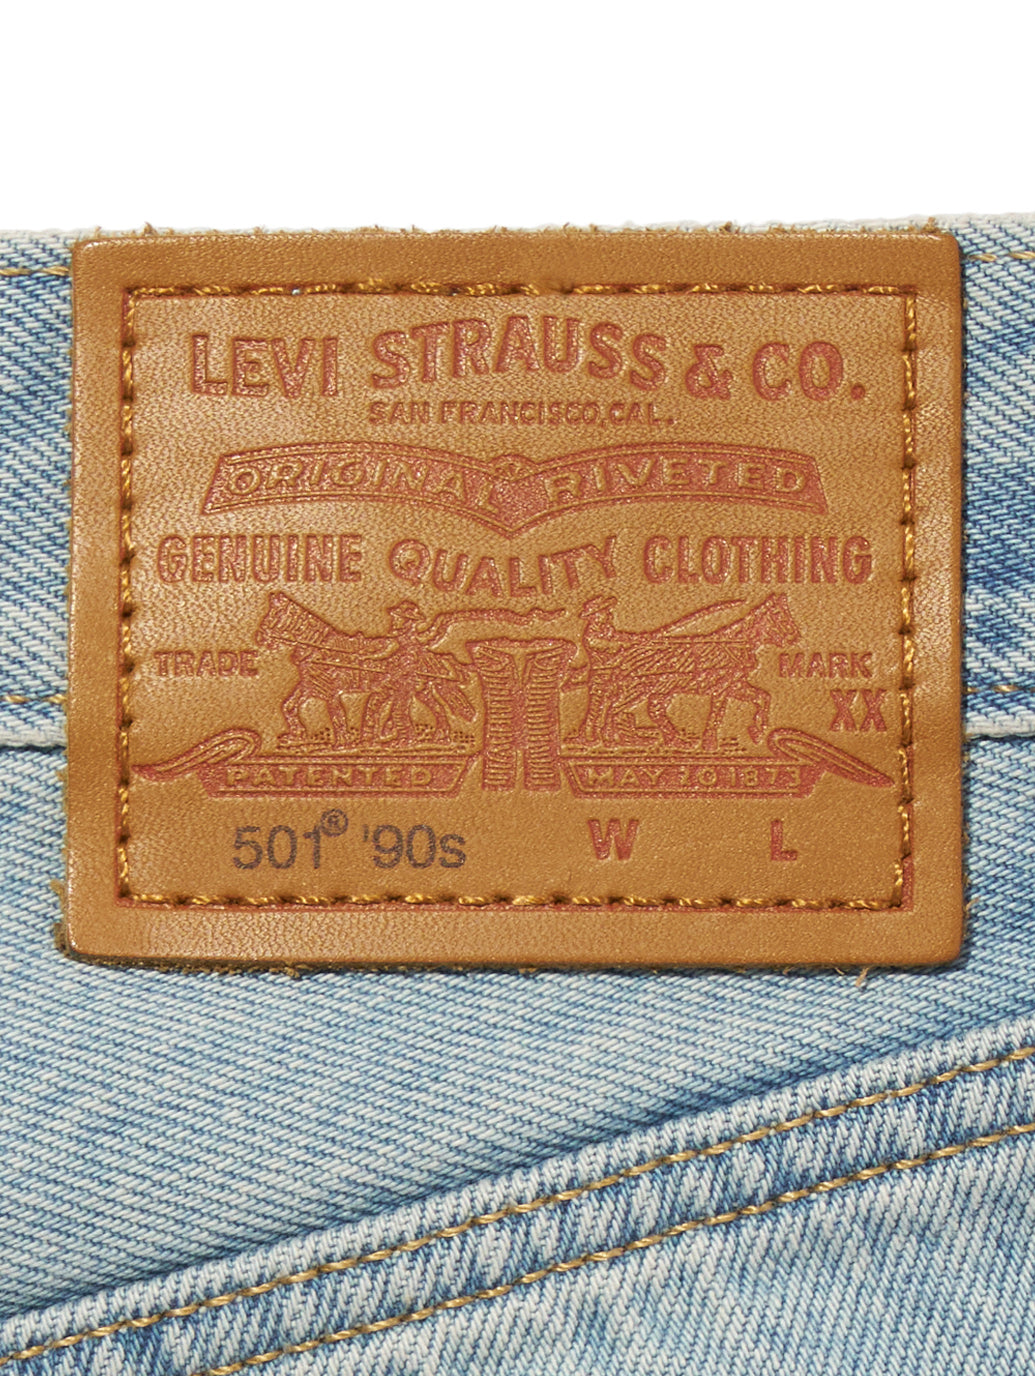 LEVI STRAUSS & CO.
SAN FRANCISCO, CAL.
ORIGINAL RIVETED
GENUINE QUALITY CLOTHING
TRADE MARK
XX
PATENTED MAY 20 1873
501® '90s W L